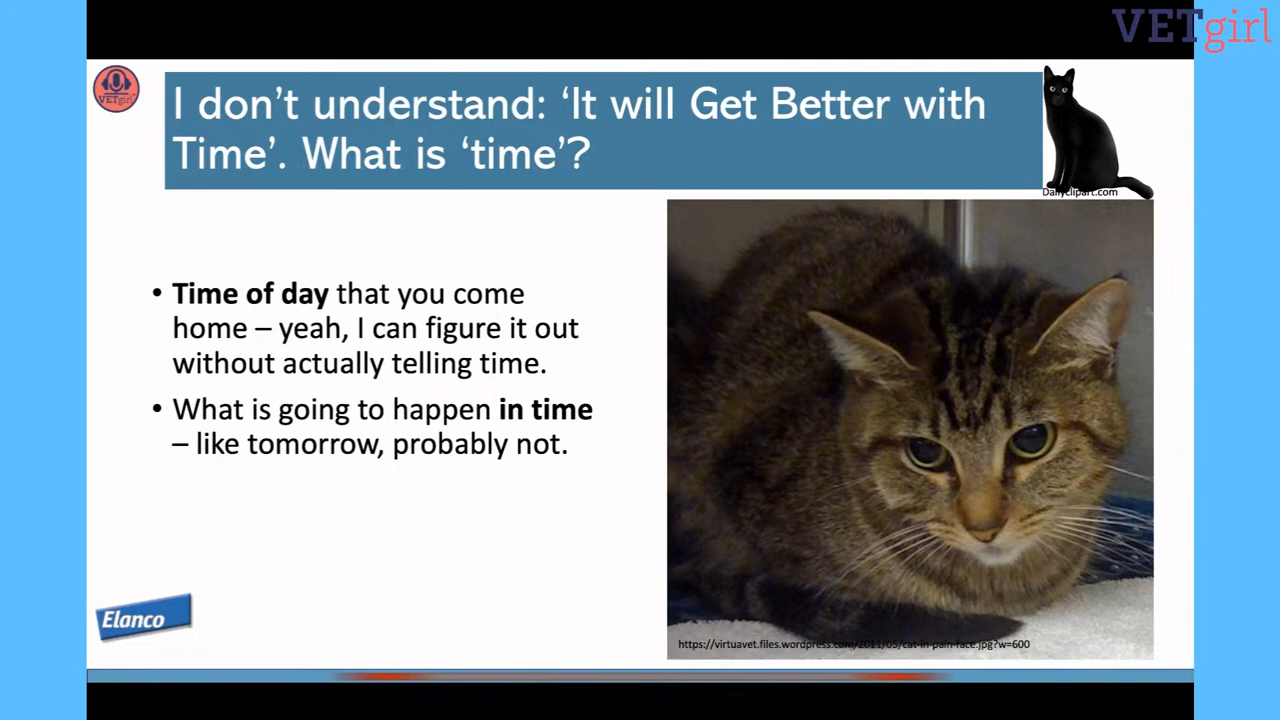 VETgirl
VETgirl
I don’t understand: ‘It will Get Better with
Time’. What is ‘time’?
Dailyclipart.com
• Time of day that you come
home – yeah, I can figure it out
without actually telling time.
• What is going to happen in time
– like tomorrow, probably not.
Elanco
https://virtuavet.files.wordpress.com/2011/05/cat-in-pain-face.jpg?w=600